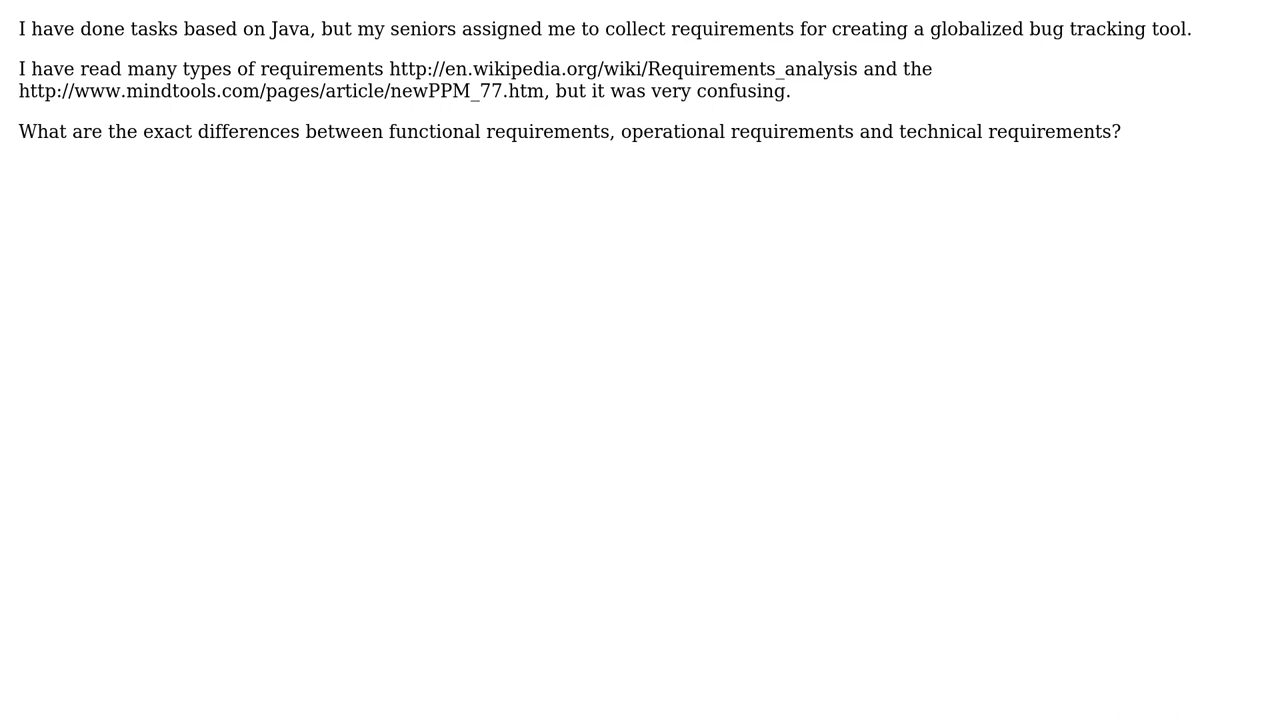 I have done tasks based on Java, but my seniors assigned me to collect requirements for creating a globalized bug tracking tool.
I have read many types of requirements http://en.wikipedia.org/wiki/Requirements_analysis and the
http://www.mindtools.com/pages/article/newPPM_77.htm, but it was very confusing.
What are the exact differences between functional requirements, operational requirements and technical requirements?